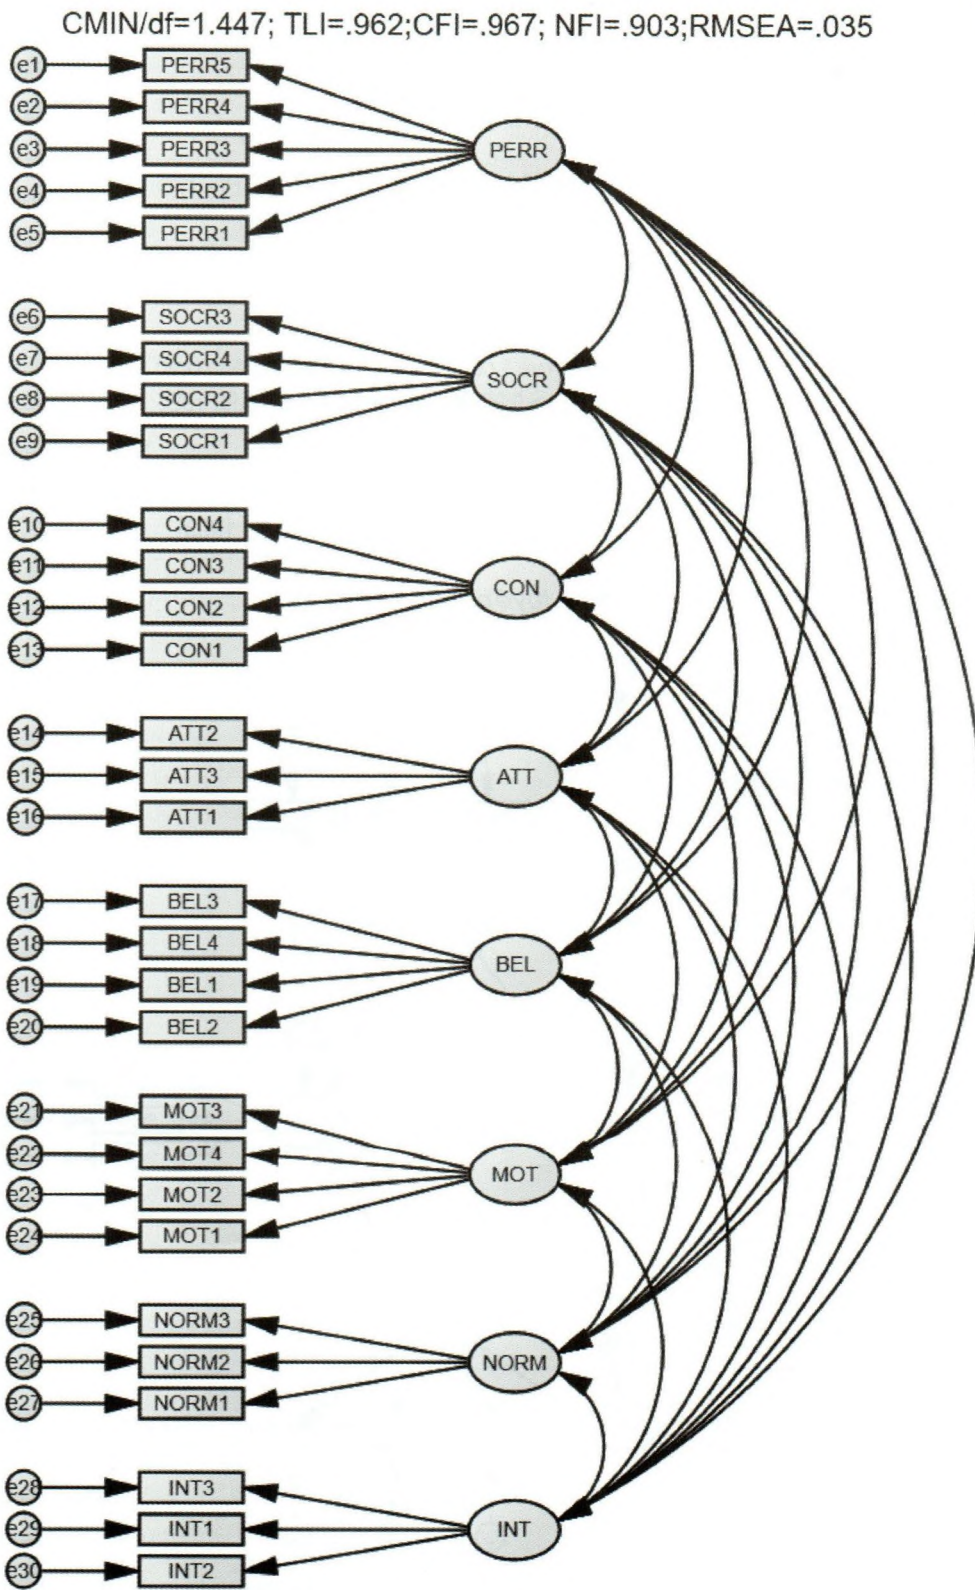 CMIN/df=1.447; TLI=.962;CFI=.967; NFI=.903;RMSEA=.035
e1 PERR5
e2 PERR4
e3 PERR3
e4 PERR2
e5 PERR1
PERR
e6 SOCR3
e7 SOCR4
e8 SOCR2
e9 SOCR1
SOCR
e10 CON4
e11 CON3
e12 CON2
e13 CON1
CON
e14 ATT2
e15 ATT3
e16 ATT1
ATT
e17 BEL3
e18 BEL4
e19 BEL1
e20 BEL2
BEL
e21 MOT3
e22 MOT4
e23 MOT2
e24 MOT1
MOT
e25 NORM3
e26 NORM2
e27 NORM1
NORM
e28 INT3
e29 INT1
e30 INT2
INT